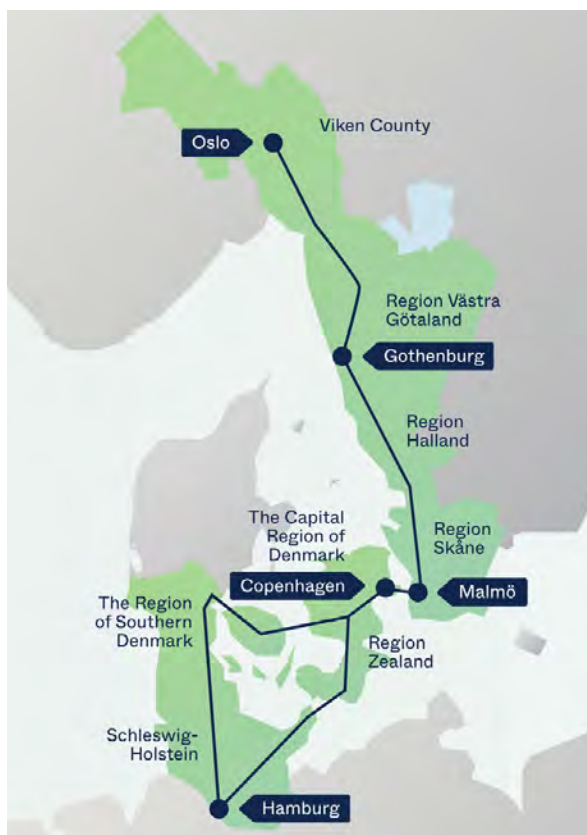 Viken County
Oslo
Region Västra
Götaland
Gothenburg
Region
Halland
The Capital
Region of
Denmark
Region
Skåne
Copenhagen
Malmö
The Region
of Southern
Denmark
Region
Zealand
Schleswig-
Holstein
Hamburg